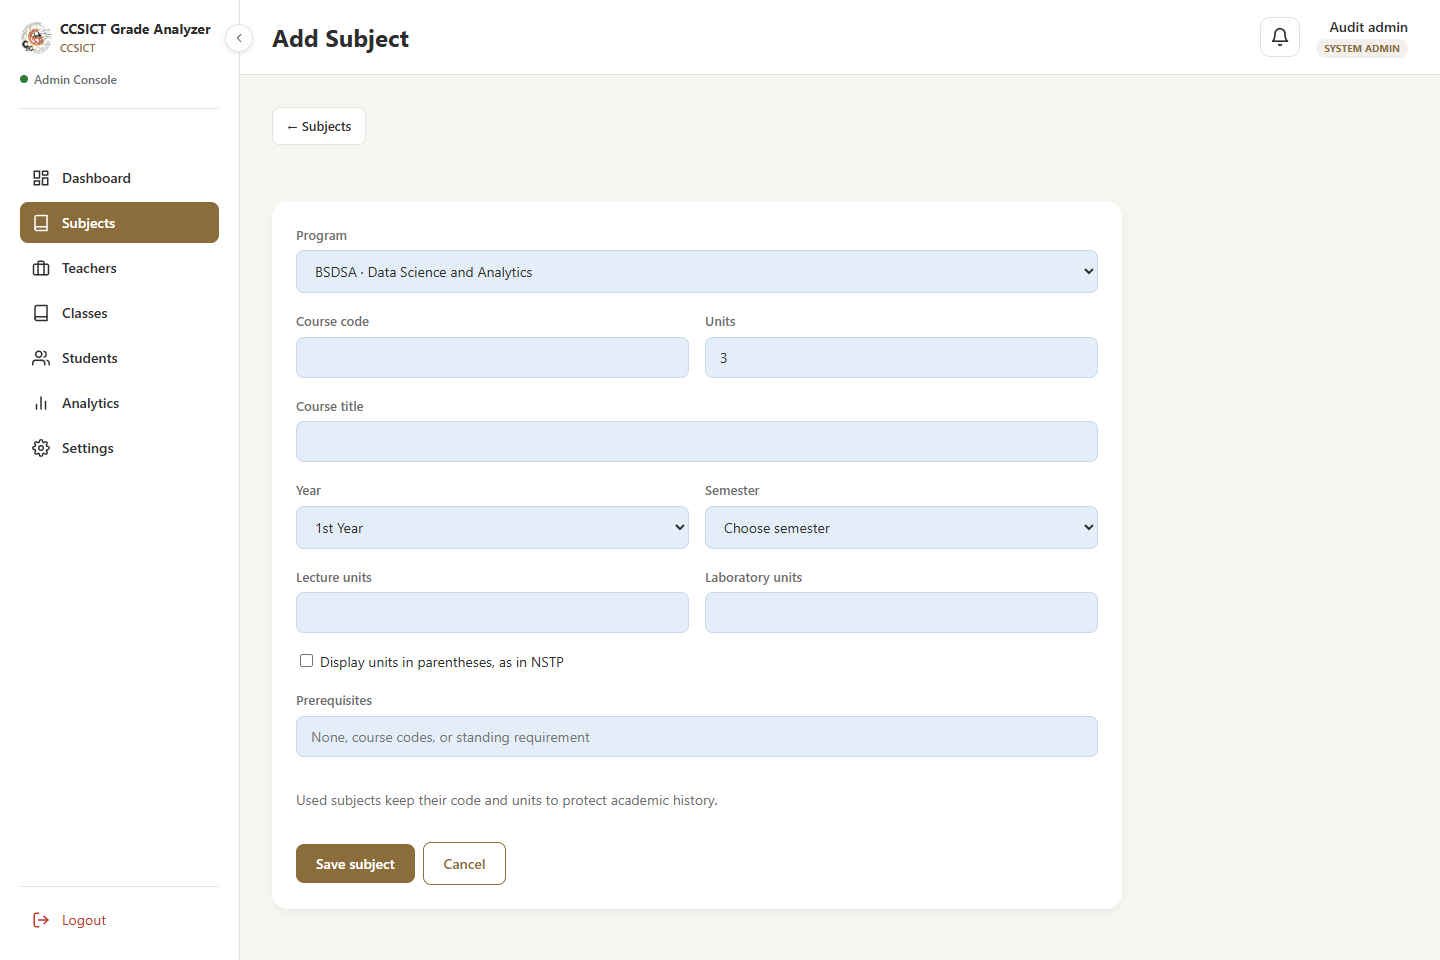 CCSICT Grade Analyzer
CCSICT
Admin Console
Dashboard
Subjects
Teachers
Classes
Students
Analytics
Settings
Logout
Add Subject
Audit admin
SYSTEM ADMIN
← Subjects
Program
BSDSA · Data Science and Analytics
Course code
Units
3
Course title
Year
Semester
1st Year
Choose semester
Lecture units
Laboratory units
Display units in parentheses, as in NSTP
Prerequisites
None, course codes, or standing requirement
Used subjects keep their code and units to protect academic history.
Save subject
Cancel